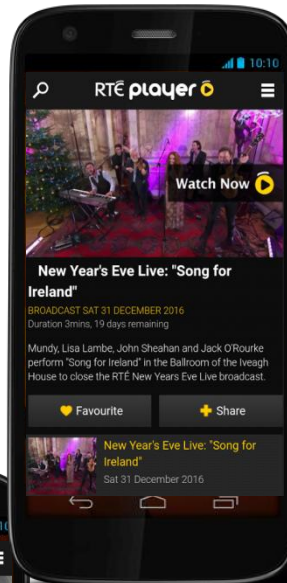 10:10
RTÉ player
Watch Now
New Year's Eve Live: "Song for
Ireland"
BROADCAST SAT 31 DECEMBER 2016
Duration 3mins, 19 days remaining
Mundy, Lisa Lambe, John Sheahan and Jack O'Rourke
perform "Song for Ireland" in the Ballroom of the Iveagh
House to close the RTÉ New Years Eve Live broadcast.
Favourite
Share
New Year's Eve Live: "Song for
Ireland"
Sat 31 December 2016